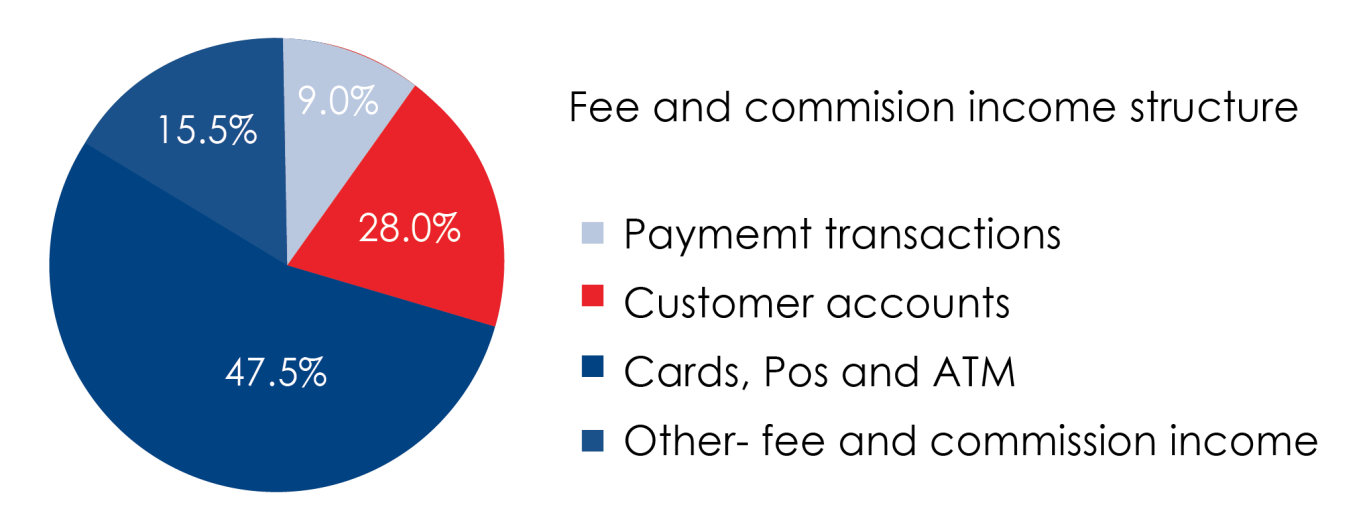 9.0%
15.5%
28.0%
47.5%
Fee and commision income structure
Paymemt transactions
Customer accounts
Cards, Pos and ATM
Other- fee and commission income